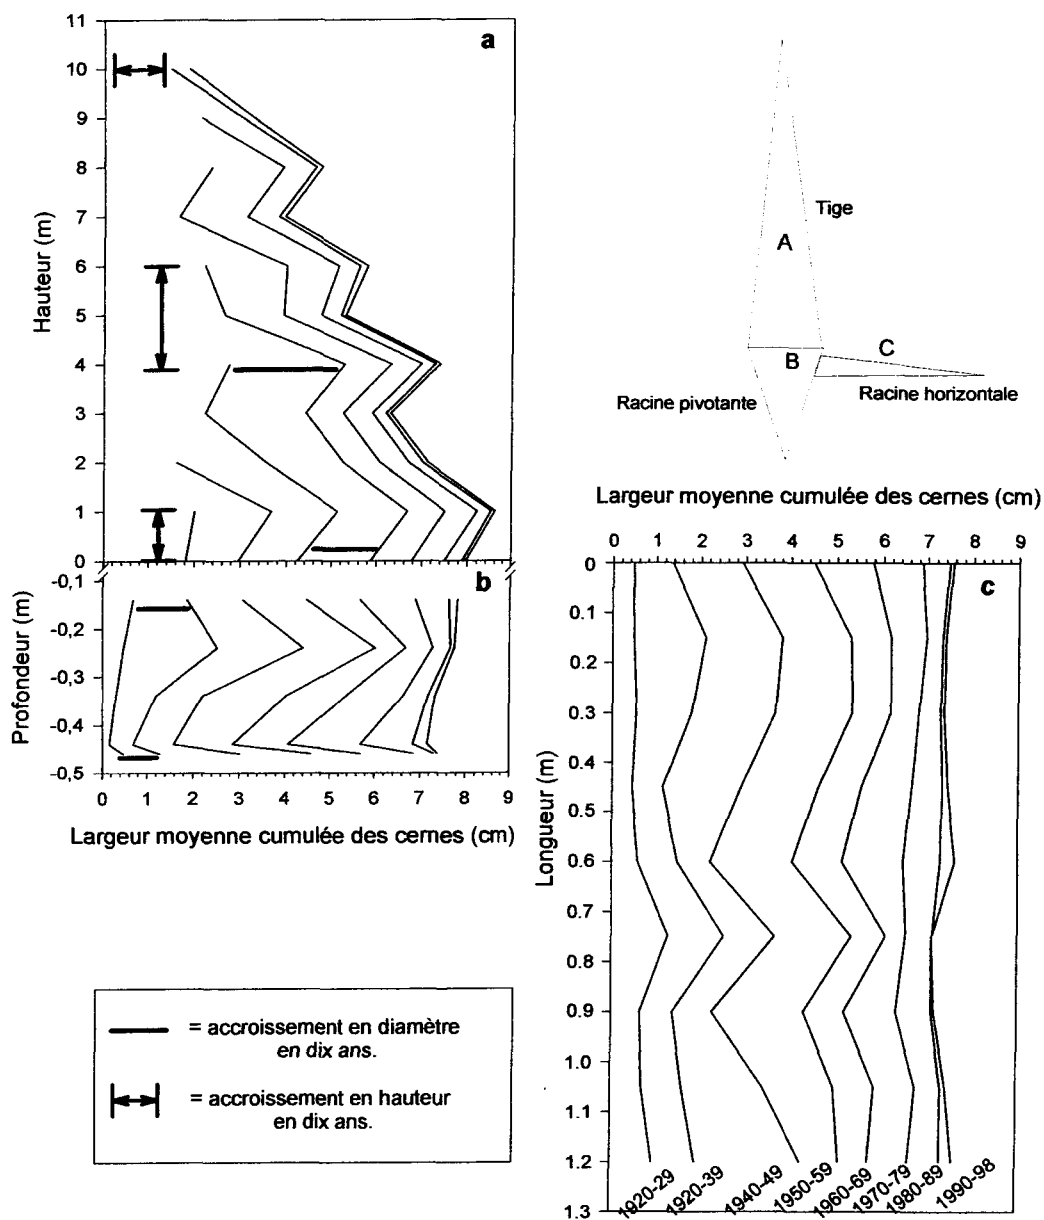 a
11
10
9
8
7
6
5
4
3
2
1
0
Hauteur (m)
b
-0,1
-0,2
-0,3
-0,4
-0,5
Profondeur (m)
0 1 2 3 4 5 6 7 8 9
Largeur moyenne cumulée des cernes (cm)
= accroissement en diamètre
en dix ans.
= accroissement en hauteur
en dix ans.
Tige
A
B
C
Racine pivotante
Racine horizontale
Largeur moyenne cumulée des cernes (cm)
0 1 2 3 4 5 6 7 8 9
c
0
0.1
0.2
0.3
0.4
0.5
0.6
0.7
0.8
0.9
1.0
1.1
1.2
1.3
Longueur (m)
1920-29
1920-39
1940-49
1950-59
1960-69
1970-79
1980-89
1990-98